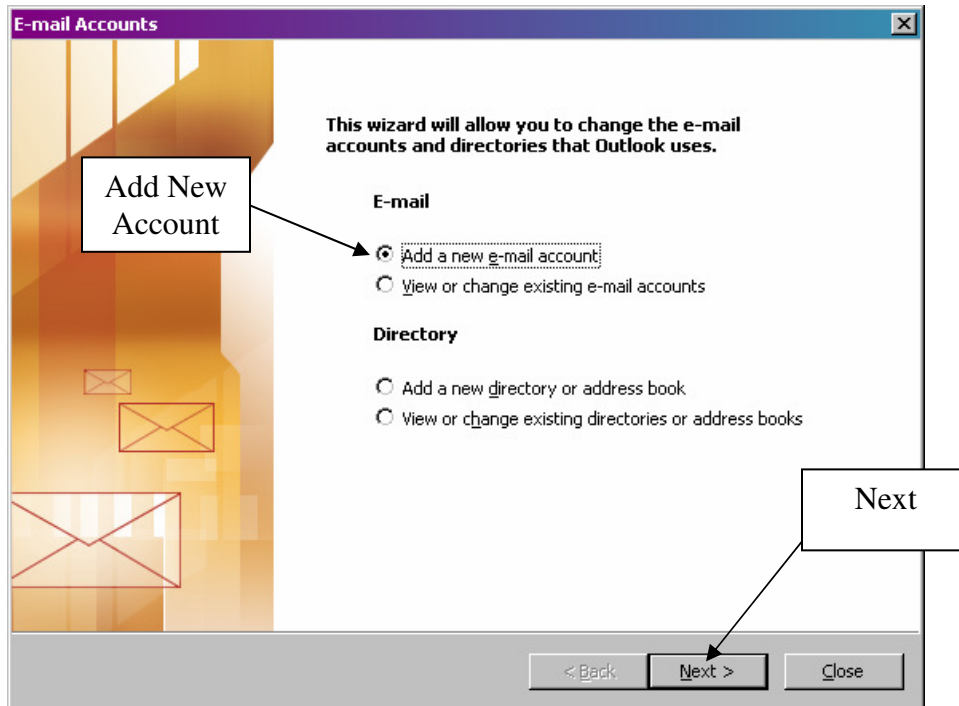 E-mail Accounts
This wizard will allow you to change the e-mail
accounts and directories that Outlook uses.
Add New
Account
E-mail
Add a new e-mail account
View or change existing e-mail accounts
Directory
Add a new directory or address book
View or change existing directories or address books
Next
< Back
Next >
Close